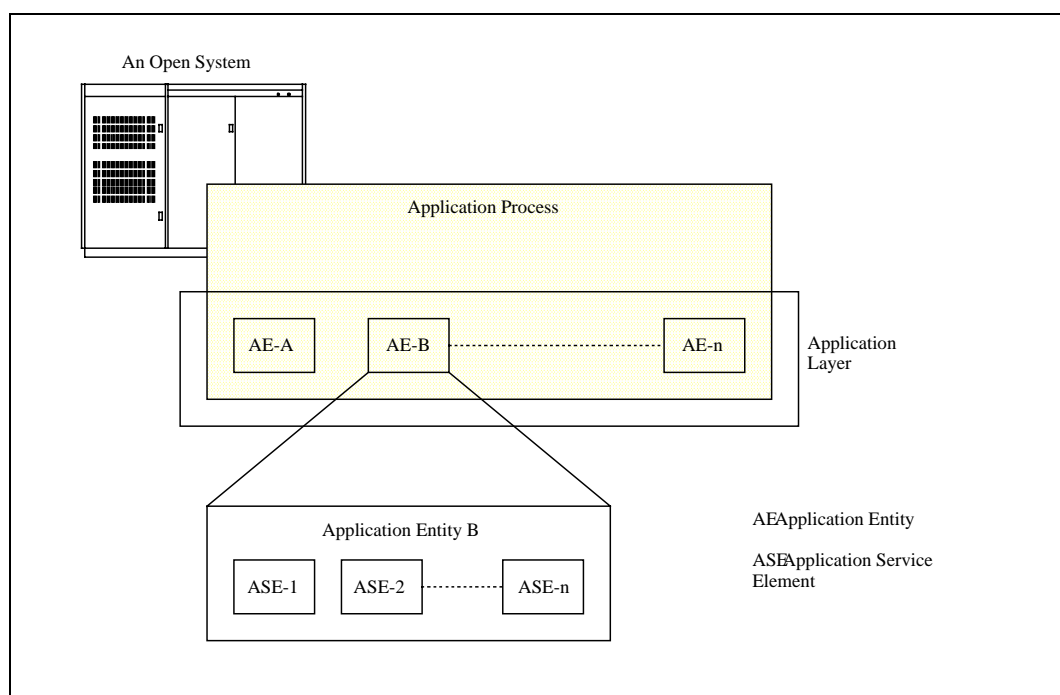 An Open System
Application Process
AE-A
AE-B
AE-n
Application
Layer
Application Entity B
ASE-1
ASE-2
ASE-n
AEApplication Entity
ASEApplication Service
Element